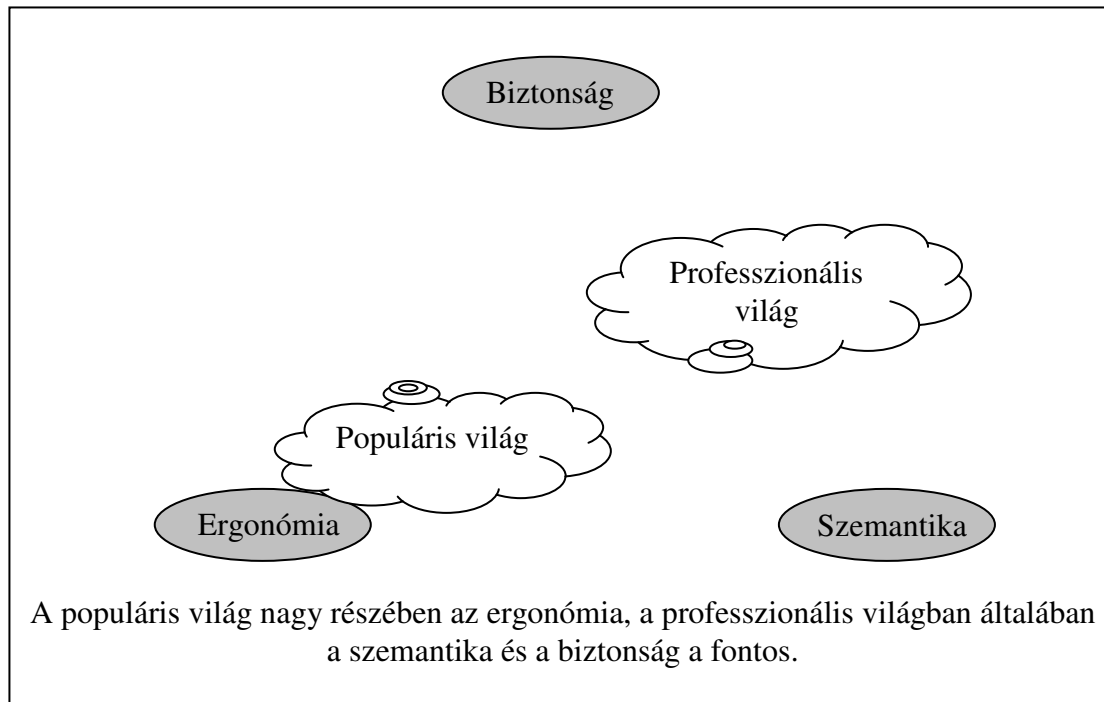 Biztonság
Professzionális
világ
Populáris világ
Ergonómia
Szemantika
A populáris világ nagy részében az ergonómia, a professzionális világban általában
a szemantika és a biztonság a fontos.